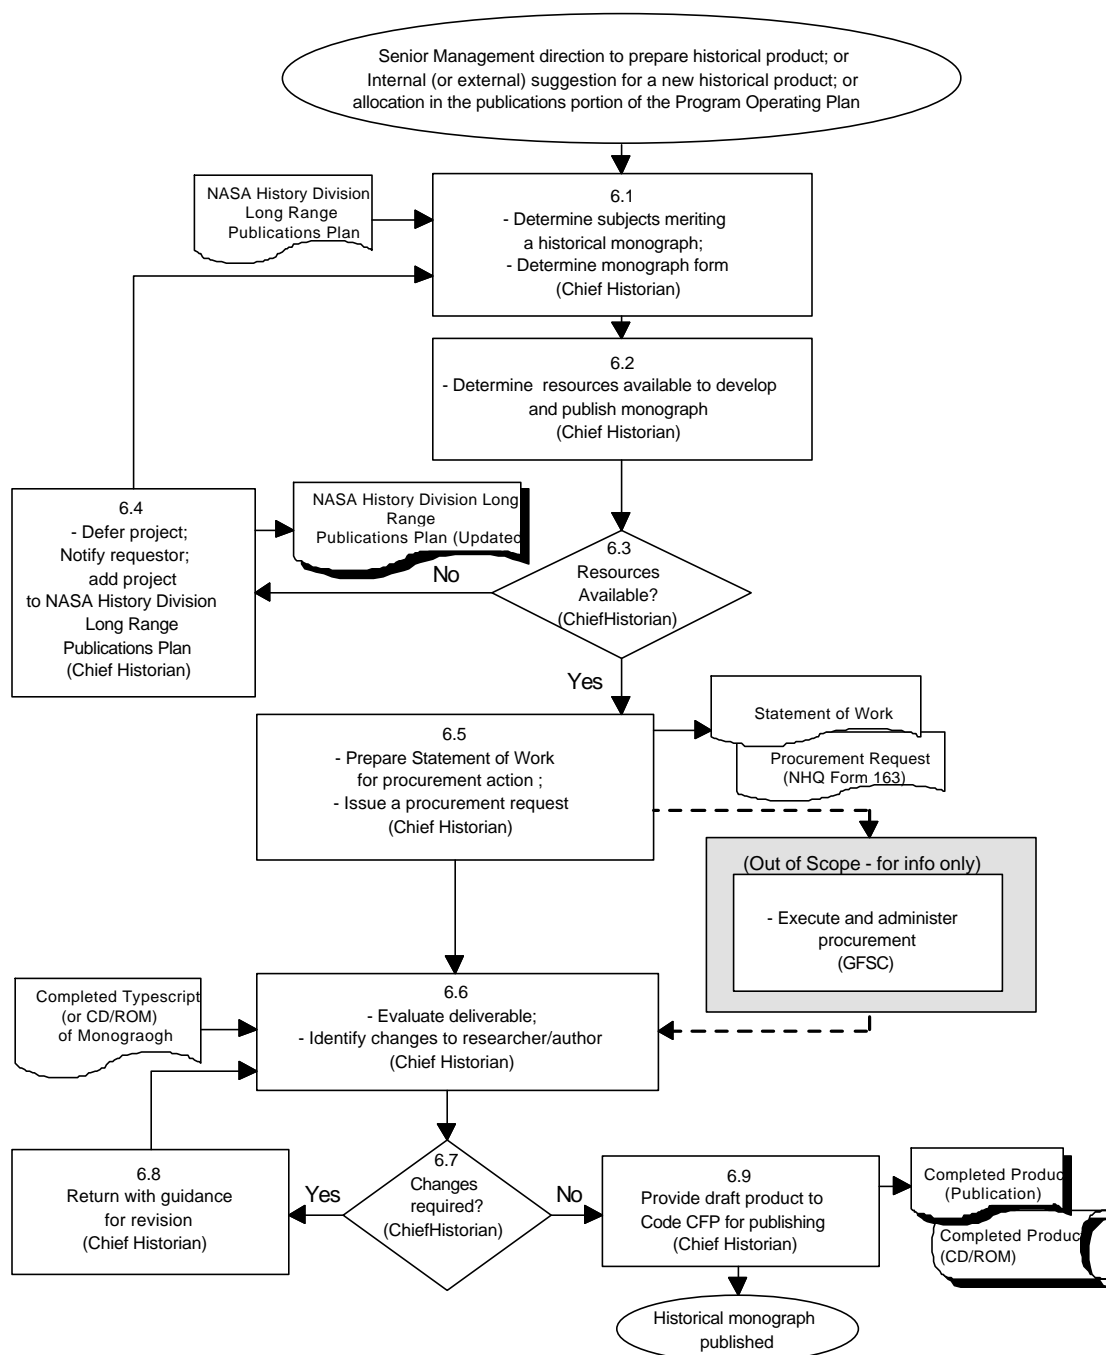 Senior Management direction to prepare historical product; or
Internal (or external) suggestion for a new historical product; or
allocation in the publications portion of the Program Operating Plan
NASA History Division
Long Range
Publications Plan
6.1
- Determine subjects meriting
a historical monograph;
- Determine monograph form
(Chief Historian)
6.2
- Determine resources available to develop
and publish monograph
(Chief Historian)
6.4
- Defer project;
Notify requestor;
add project
to NASA History Division
Long Range
Publications Plan
(Chief Historian)
NASA History Division Long
Range
Publications Plan (Updated
No
6.3
Resources
Available?
(ChiefHistorian)
Yes
Statement of Work
Procurement Request
(NHQ Form 163)
6.5
- Prepare Statement of Work
for procurement action ;
- Issue a procurement request
(Chief Historian)
(Out of Scope - for info only)
- Execute and administer
procurement
(GFSC)
Completed Typescript
(or CD/ROM)
of Monograogh
6.6
- Evaluate deliverable;
- Identify changes to researcher/author
(Chief Historian)
6.8
Return with guidance
for revision
(Chief Historian)
Yes
6.7
Changes
required?
(ChiefHistorian)
No
6.9
Provide draft product to
Code CFP for publishing
(Chief Historian)
Completed Produc
(Publication)
Completed Produc
(CD/ROM)
Historical monograph
published